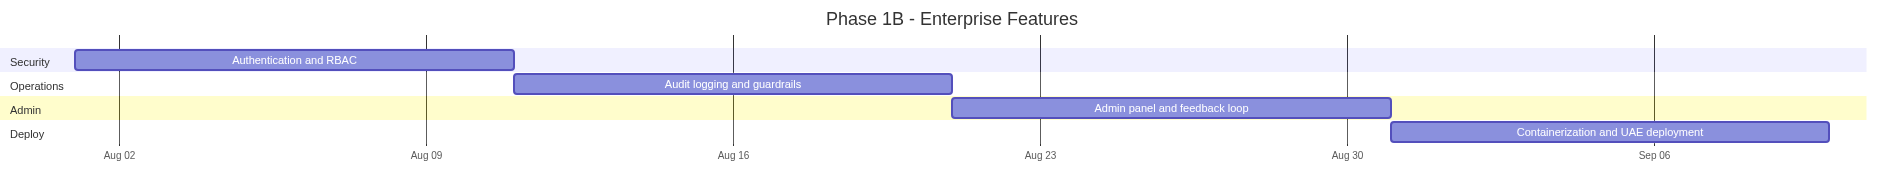 Phase 1B - Enterprise Features
Security
Authentication and RBAC
Operations
Audit logging and guardrails
Admin
Admin panel and feedback loop
Deploy
Containerization and UAE deployment
Aug 02
Aug 09
Aug 16
Aug 23
Aug 30
Sep 06